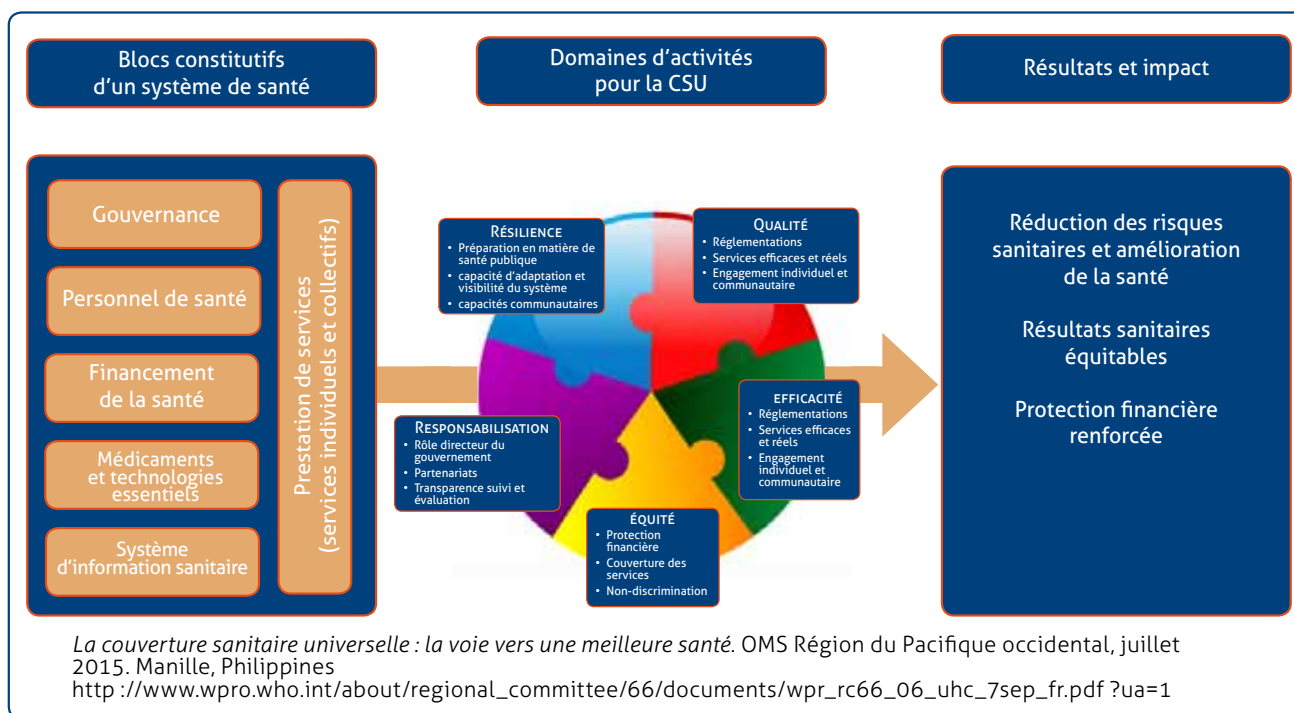 Blocs constitutifs
d'un système de santé
Domaines d'activités
pour la CSU
Résultats et impact
Gouvernance
Personnel de santé
Financement
de la santé
Médicaments
et technologies
essentiels
Système
d'information sanitaire
Prestation de services
(services individuels et collectifs)
RÉSILIENCE
• Préparation en matière de
santé publique
• capacité d'adaptation et
visibilité du système
• capacités communautaires
QUALITÉ
• Réglementations
• Services efficaces et réels
• Engagement individuel et
communautaire
RESPONSABILISATION
• Rôle directeur du
gouvernement
• Partenariats
• Transparence suivi et
évaluation
EFFICACITÉ
• Réglementations
• Services efficaces
et réels
• Engagement
individuel et
communautaire
ÉQUITÉ
• Protection
financière
• Couverture des
services
• Non-discrimination
Réduction des risques
sanitaires et amélioration
de la santé
Résultats sanitaires
équitables
Protection financière
renforcée
La couverture sanitaire universelle : la voie vers une meilleure santé. OMS Région du Pacifique occidental, juillet
2015. Manille, Philippines
http ://www.wpro.who.int/about/regional_committee/66/documents/wpr_rc66_06_uhc_7sep_fr.pdf ?ua=1